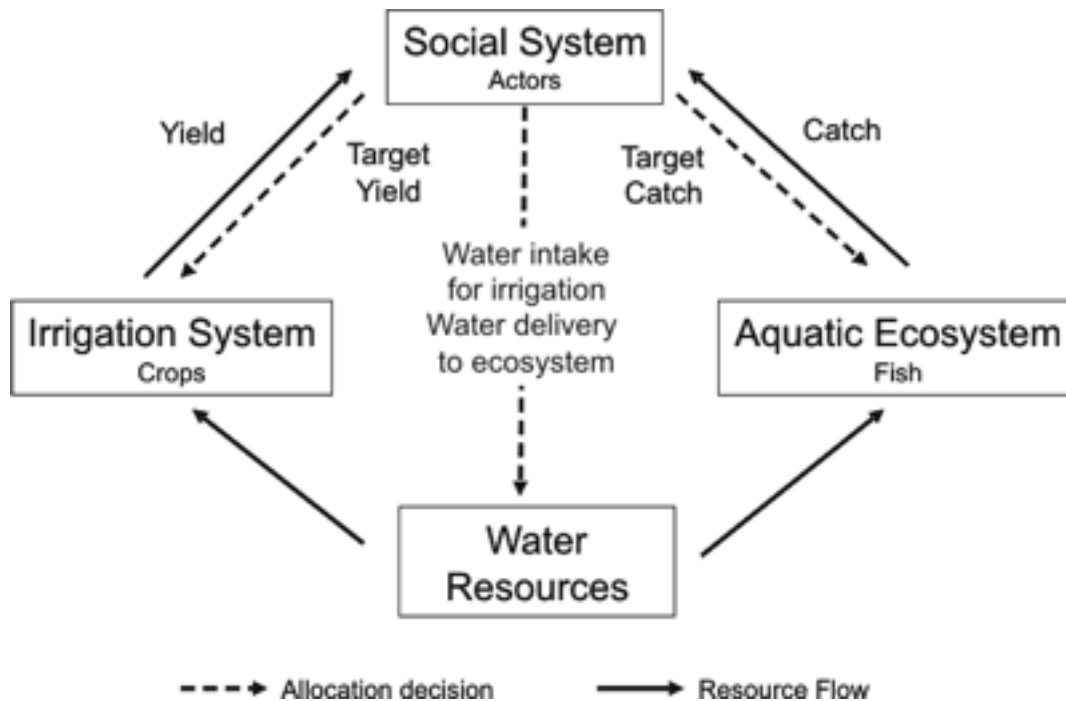 Social System
Actors
Yield
Target
Yield
Target
Catch
Catch
Water intake
for irrigation
Water delivery
to ecosystem
Irrigation System
Crops
Aquatic Ecosystem
Fish
Water
Resources
Allocation decision
Resource Flow